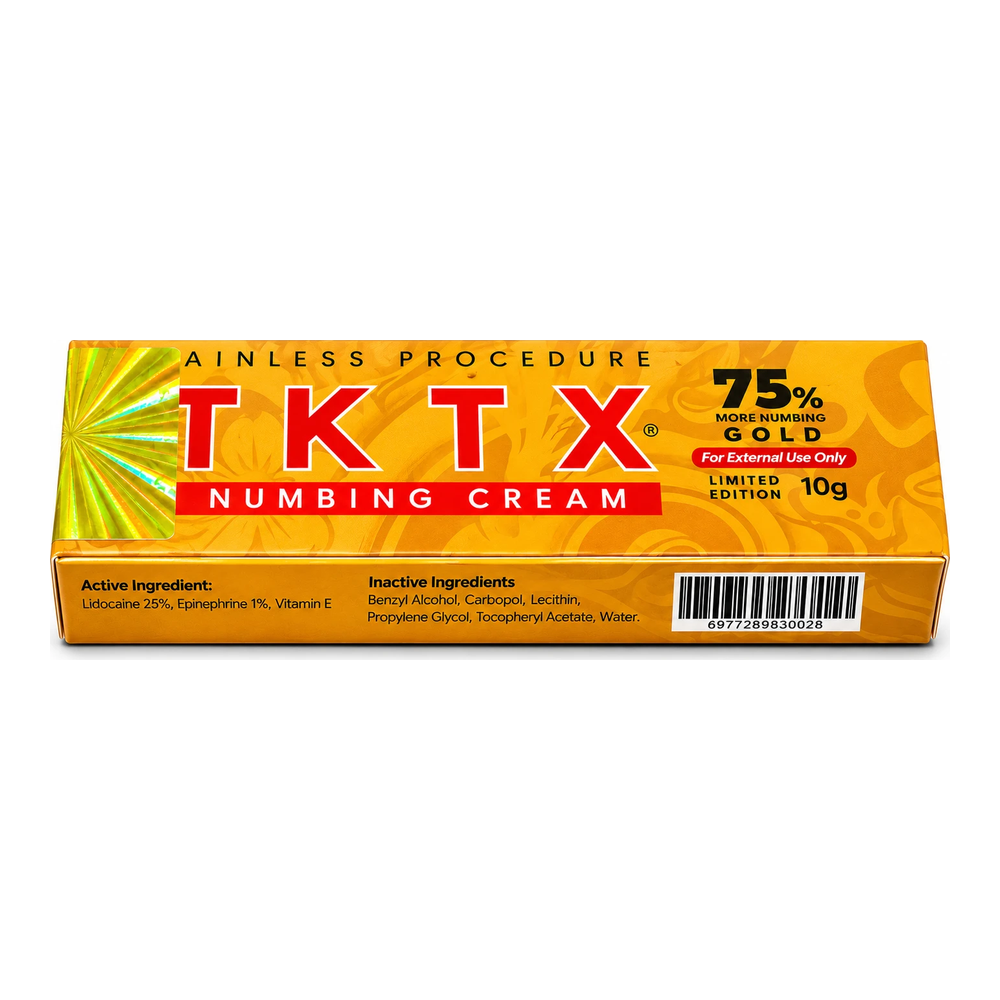 AINLESS PROCEDURE
TKTX®
NUMBING CREAM
75%
MORE NUMBING
GOLD
For External Use Only
LIMITED
EDITION
10g
Active Ingredient:
Lidocaine 25%, Epinephrine 1%, Vitamin E
Inactive Ingredients
Benzyl Alcohol, Carbopol, Lecithin,
Propylene Glycol, Tocopheryl Acetate, Water.
6977289830028